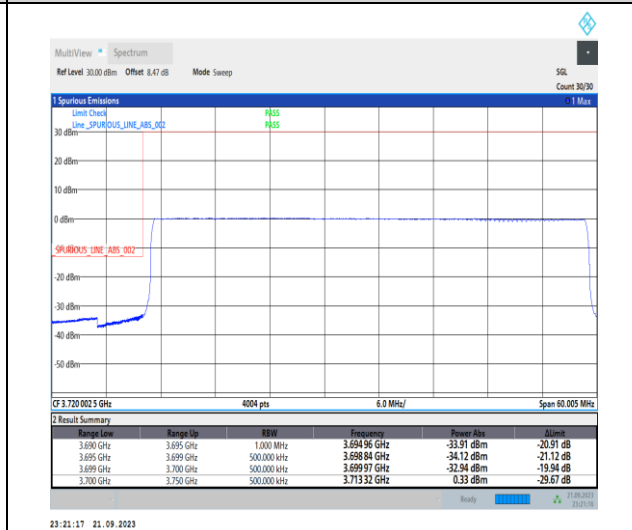 MultiView Spectrum
Ref Level 30.00 dBm Offset 8.47 dB Mode Sweep SGL
Count 30/30
1 Spurious Emissions 1 Max
Limit Check PASS
Line _SPURIOUS_LINE_ABS_002 PASS
30 dBm
20 dBm
10 dBm
0 dBm
_SPURIOUS_LINE_ABS_002
-20 dBm
-30 dBm
-40 dBm
-50 dBm
CF 3.720 002 5 GHz 4004 pts 6.0 MHz/ Span 60.005 MHz
2 Result Summary
Range Low Range Up RBW Frequency Power Abs ΔLimit
3.690 GHz 3.695 GHz 1.000 MHz 3.694 96 GHz -33.91 dBm -20.91 dB
3.695 GHz 3.699 GHz 500.000 kHz 3.698 84 GHz -34.12 dBm -21.12 dB
3.699 GHz 3.700 GHz 500.000 kHz 3.699 97 GHz -32.94 dBm -19.94 dB
3.700 GHz 3.750 GHz 500.000 kHz 3.713 32 GHz 0.33 dBm -29.67 dB
Ready 21.09.2023
23:21:16
23:21:17 21.09.2023